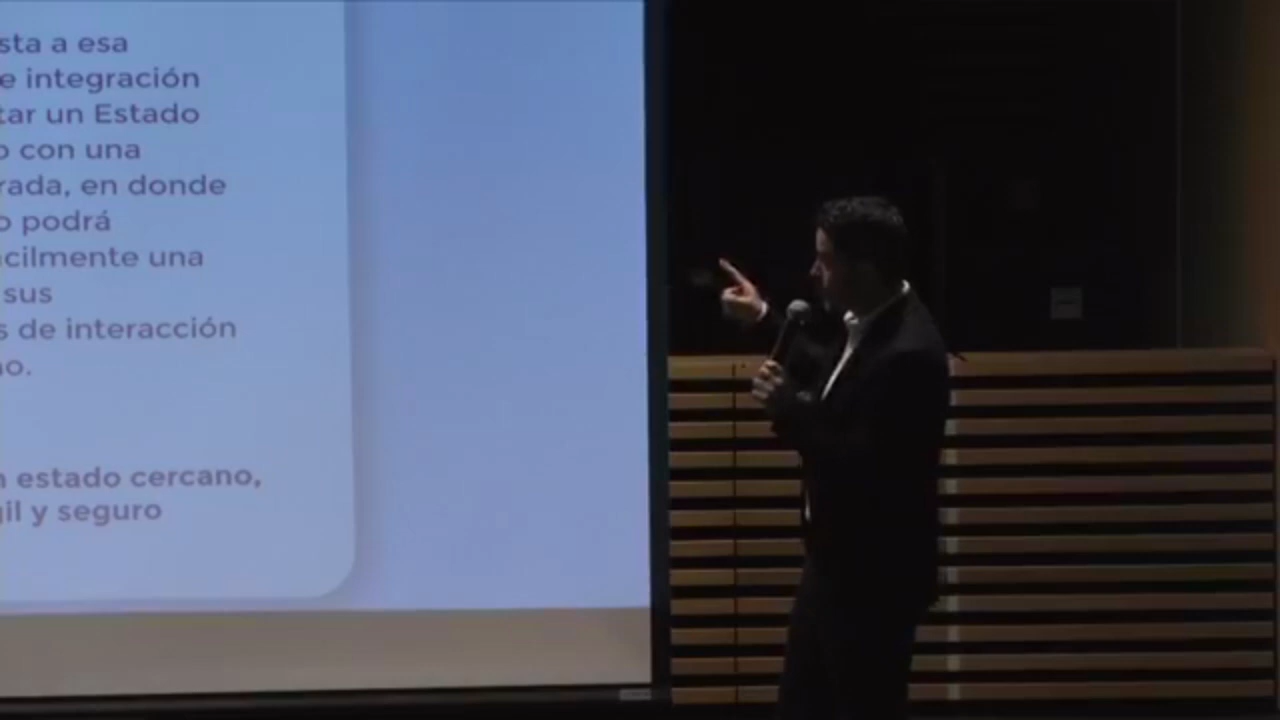 sta a esa
e integración
tar un Estado
o con una
rada, en donde
o podrá
cilmente una
sus
s de interacción
no.
n estado cercano,
gil y seguro